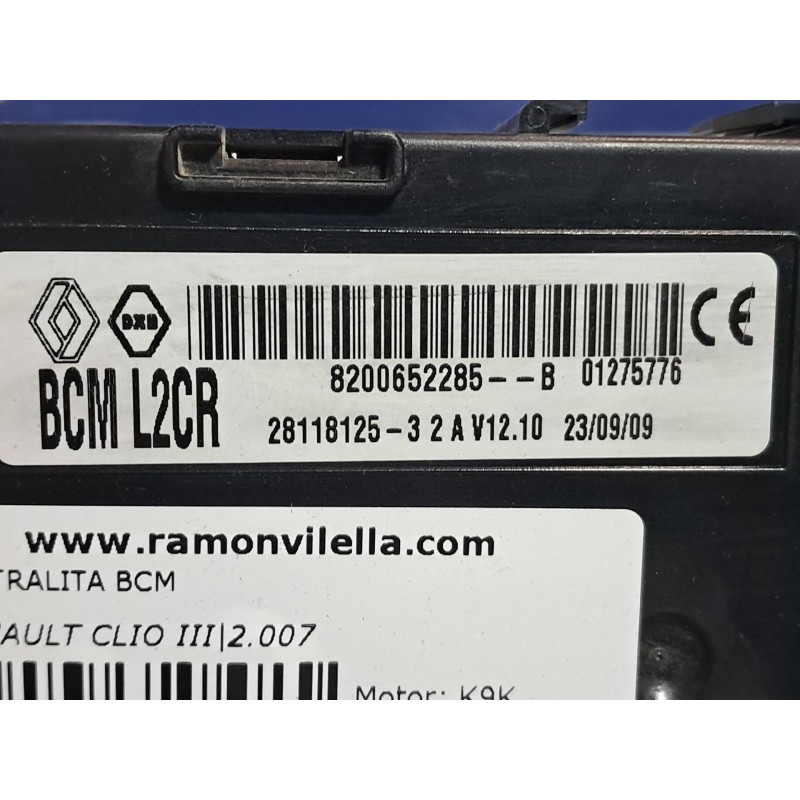 8200652285--B 01275776
BCM L2CR
28118125-3 2 A V12.10 23/09/09
www.ramonvilella.com
TRALITA BCM
AULT CLIO III|2.007
Motor: K9K